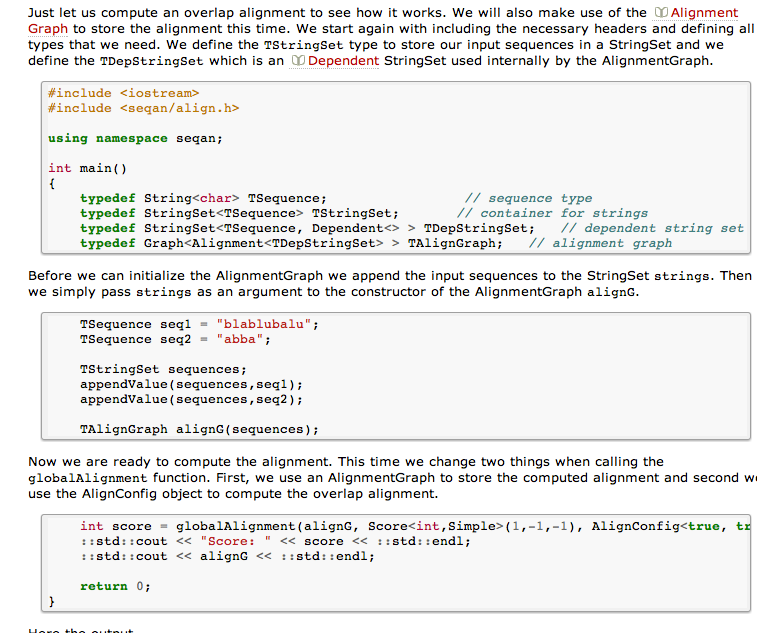 Just let us compute an overlap alignment to see how it works. We will also make use of the Alignment
Graph to store the alignment this time. We start again with including the necessary headers and defining all
types that we need. We define the TStringSet type to store our input sequences in a StringSet and we
define the TDepStringSet which is an Dependent StringSet used internally by the AlignmentGraph.
#include <iostream>
#include <seqan/align.h>
using namespace seqan;
int main()
{
typedef String<char> TSequence; // sequence type
typedef StringSet<TSequence> TStringSet; // container for strings
typedef StringSet<TSequence, Dependent<> > TDepStringSet; // dependent string set
typedef Graph<Alignment<TDepStringSet> > TAlignGraph; // alignment graph
Before we can initialize the AlignmentGraph we append the input sequences to the StringSet strings. Then
we simply pass strings as an argument to the constructor of the AlignmentGraph alignG.
TSequence seq1 = "blablubalu";
TSequence seq2 = "abba";
TStringSet sequences;
appendValue(sequences,seq1);
appendValue(sequences,seq2);
TAlignGraph alignG(sequences);
Now we are ready to compute the alignment. This time we change two things when calling the
globalAlignment function. First, we use an AlignmentGraph to store the computed alignment and second
use the AlignConfig object to compute the overlap alignment.
int score = globalAlignment(alignG, Score<int,Simple>(1,-1,-1), AlignConfig<true,
::std::cout << "Score: " << score << ::std::endl;
::std::cout << alignG << ::std::endl;
return 0;
}